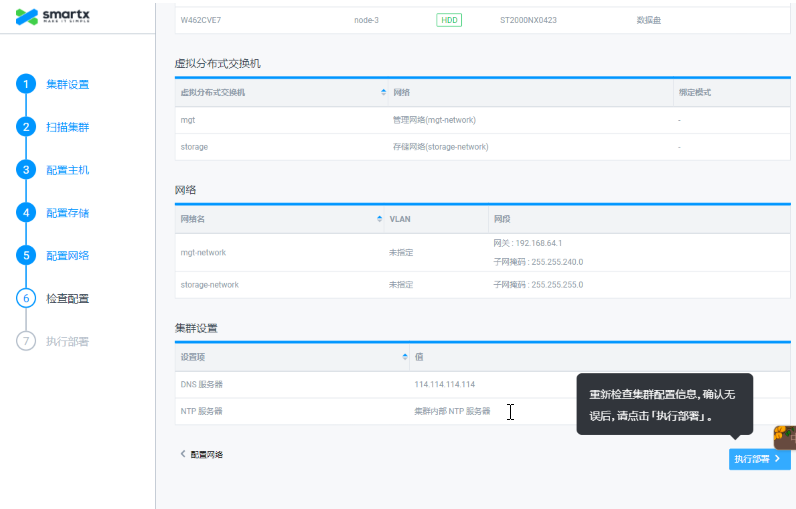 smartx
MAKE IT SIMPLE
W462CVE7 node-3 HDD ST2000NX0423 数据盘
1 集群设置
2 扫描集群
3 配置主机
4 配置存储
5 配置网络
6 检查配置
7 执行部署
虚拟分布式交换机
虚拟分布式交换机 网络 绑定模式
mgt 管理网络(mgt-network) -
storage 存储网络(storage-network) -
网络
网络名 VLAN 网段
mgt-network 未指定 网关 : 192.168.64.1
子网掩码 : 255.255.240.0
storage-network 未指定 子网掩码 : 255.255.255.0
集群设置
设置项 值
DNS 服务器 114.114.114.114
NTP 服务器 集群内部 NTP 服务器
重新检查集群配置信息，确认无
误后，请点击「执行部署」。
配置网络
执行部署